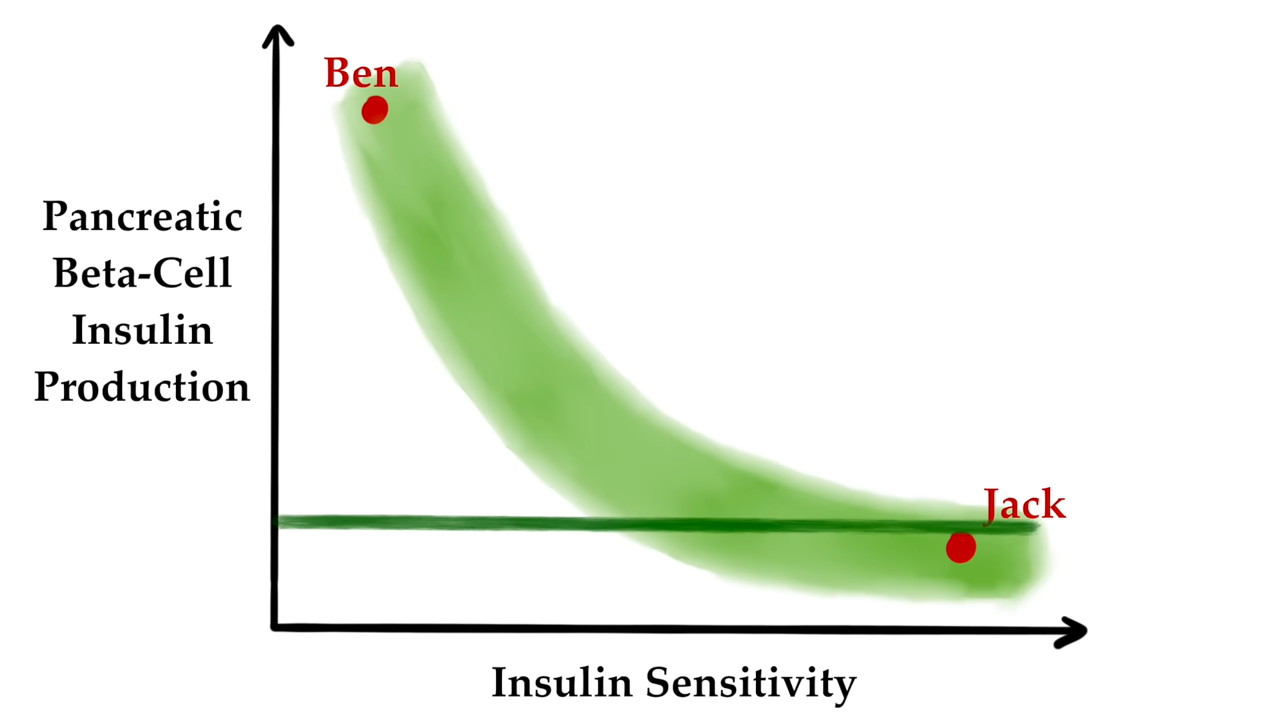 Ben
Pancreatic
Beta-Cell
Insulin
Production
Jack
Insulin Sensitivity